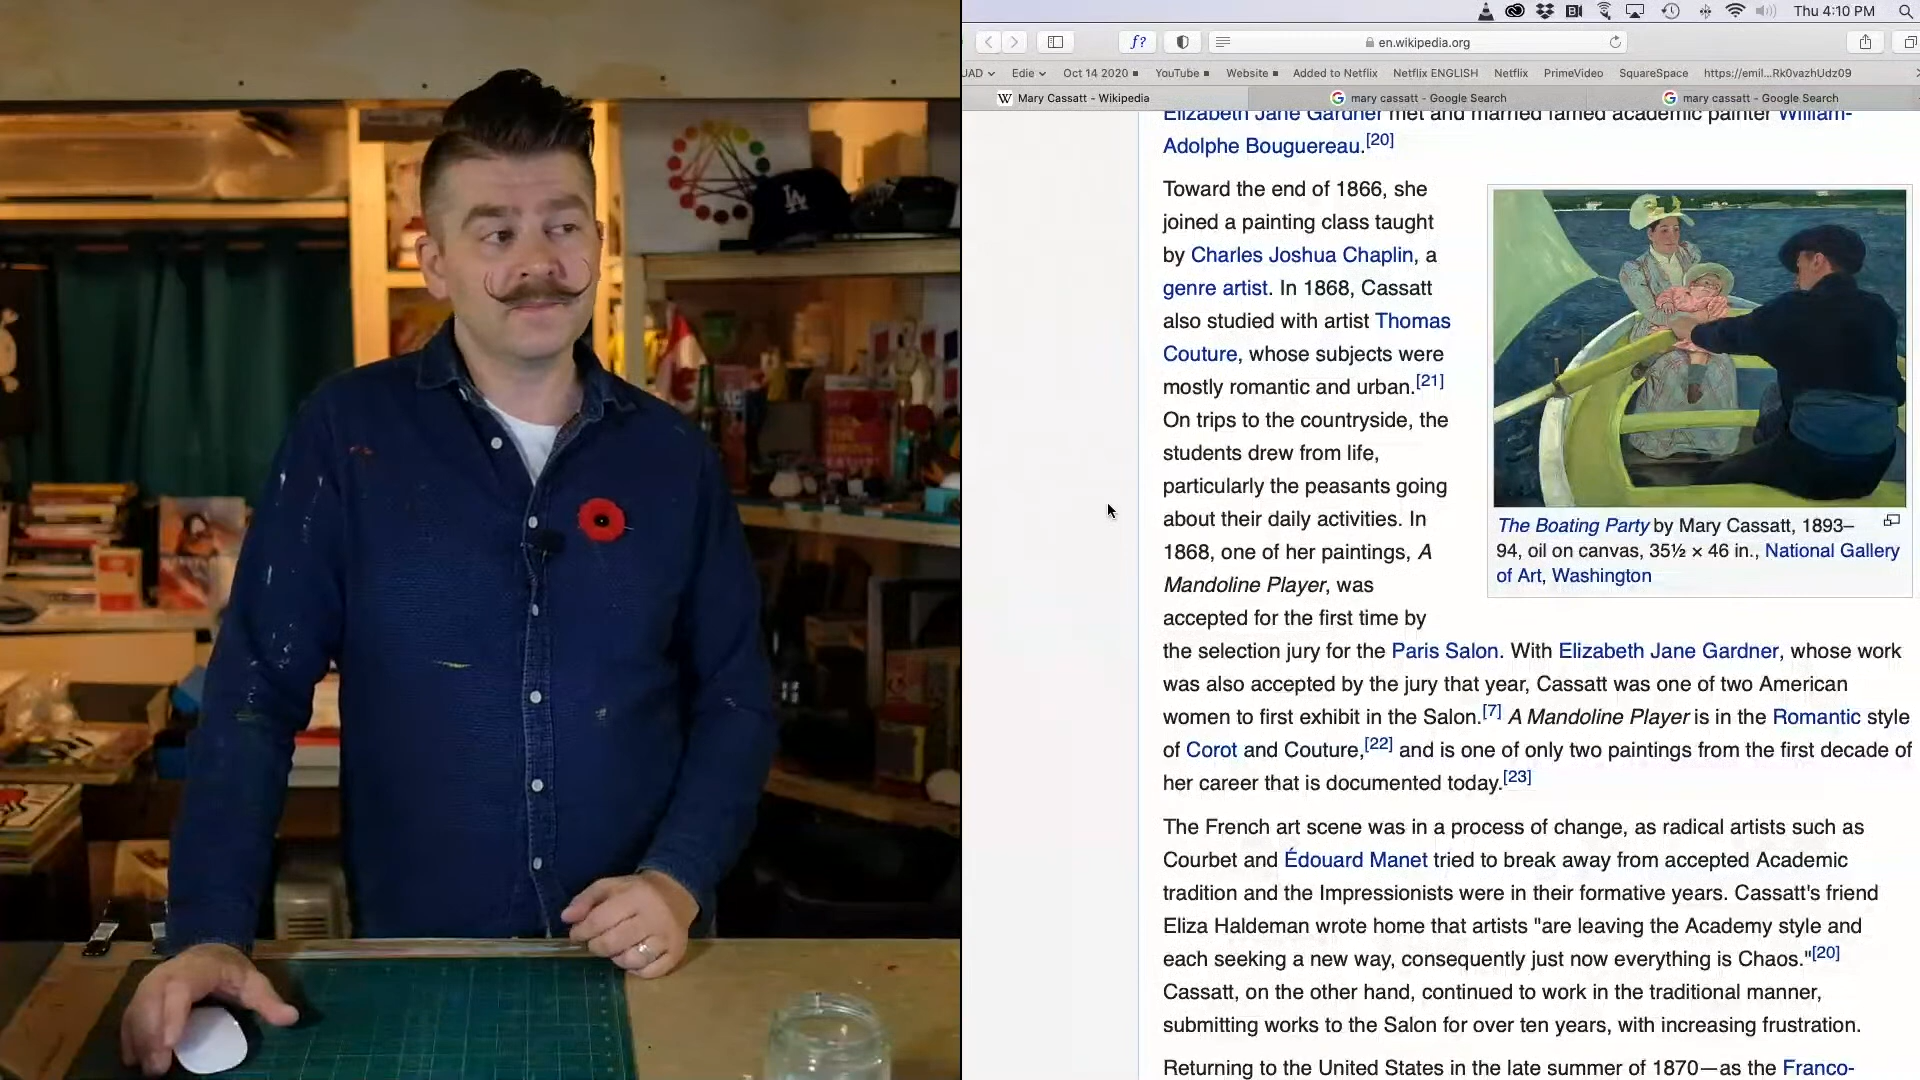 LA
Thu 4:10 PM
f?
en.wikipedia.org
JAD
Edie
Oct 14 2020
YouTube
Website
Added to Netflix
Netflix ENGLISH
Netflix
PrimeVideo
SquareSpace
https://emil...Rk0vazhUdz09
W Mary Cassatt - Wikipedia
mary cassatt - Google Search
mary cassatt - Google Search
Elizabeth Jane Gardner met and married famed academic painter William-
Adolphe Bouguereau.[20]
Toward the end of 1866, she
joined a painting class taught
by Charles Joshua Chaplin, a
genre artist. In 1868, Cassatt
also studied with artist Thomas
Couture, whose subjects were
mostly romantic and urban.[21]
On trips to the countryside, the
students drew from life,
particularly the peasants going
about their daily activities. In
1868, one of her paintings, A
Mandoline Player, was
accepted for the first time by
the selection jury for the Paris Salon. With Elizabeth Jane Gardner, whose work
was also accepted by the jury that year, Cassatt was one of two American
women to first exhibit in the Salon.[7] A Mandoline Player is in the Romantic style
of Corot and Couture,[22] and is one of only two paintings from the first decade of
her career that is documented today.[23]
The Boating Party by Mary Cassatt, 1893–
94, oil on canvas, 35½ × 46 in., National Gallery
of Art, Washington
The French art scene was in a process of change, as radical artists such as
Courbet and Édouard Manet tried to break away from accepted Academic
tradition and the Impressionists were in their formative years. Cassatt's friend
Eliza Haldeman wrote home that artists "are leaving the Academy style and
each seeking a new way, consequently just now everything is Chaos."[20]
Cassatt, on the other hand, continued to work in the traditional manner,
submitting works to the Salon for over ten years, with increasing frustration.
Returning to the United States in the late summer of 1870—as the Franco-